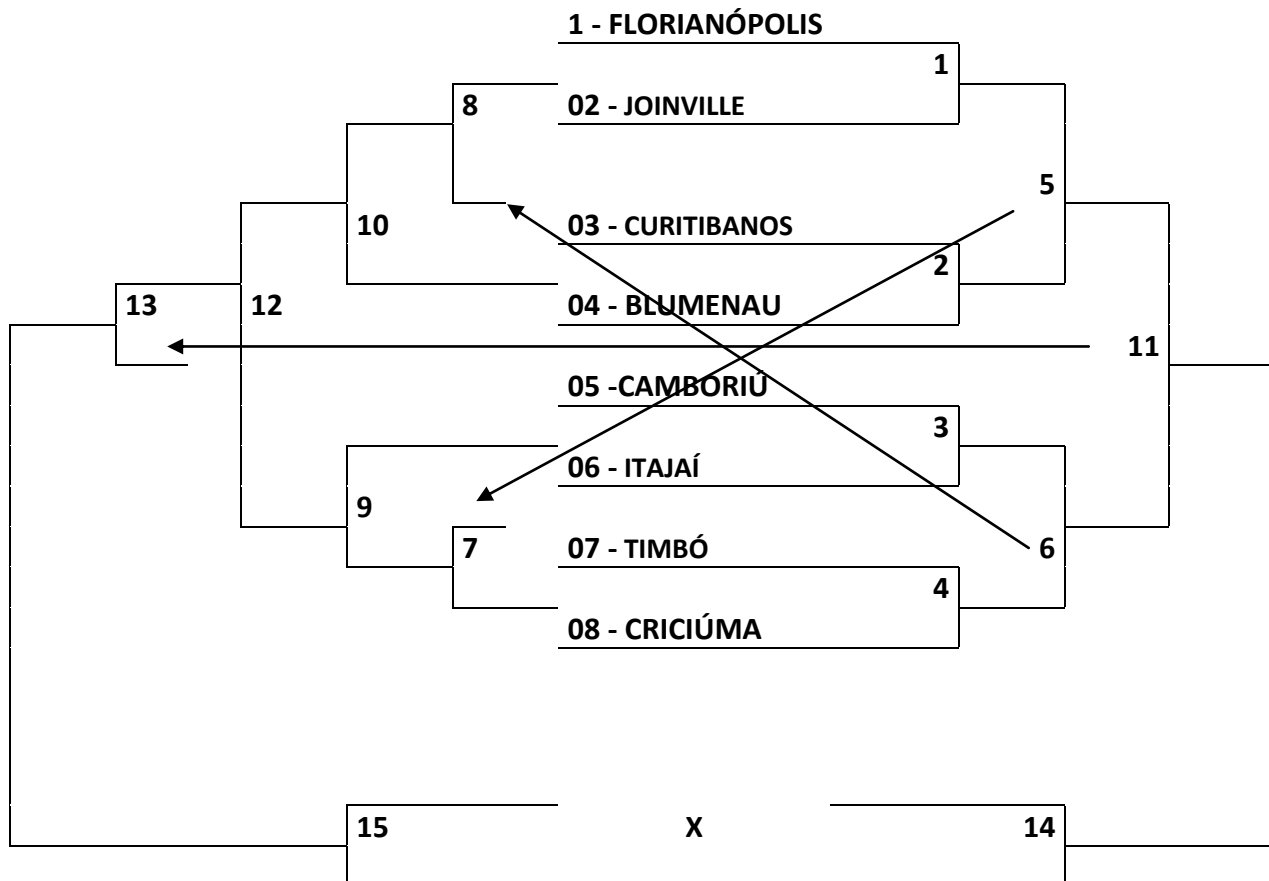 1 - FLORIANÓPOLIS
1
8
02 - JOINVILLE
5
10
03 - CURITIBANOS
2
13
12
04 - BLUMENAU
11
05 -CAMBORIÚ
3
06 - ITAJAÍ
9
7
07 - TIMBÓ
6
4
08 - CRICIÚMA
15
X
14